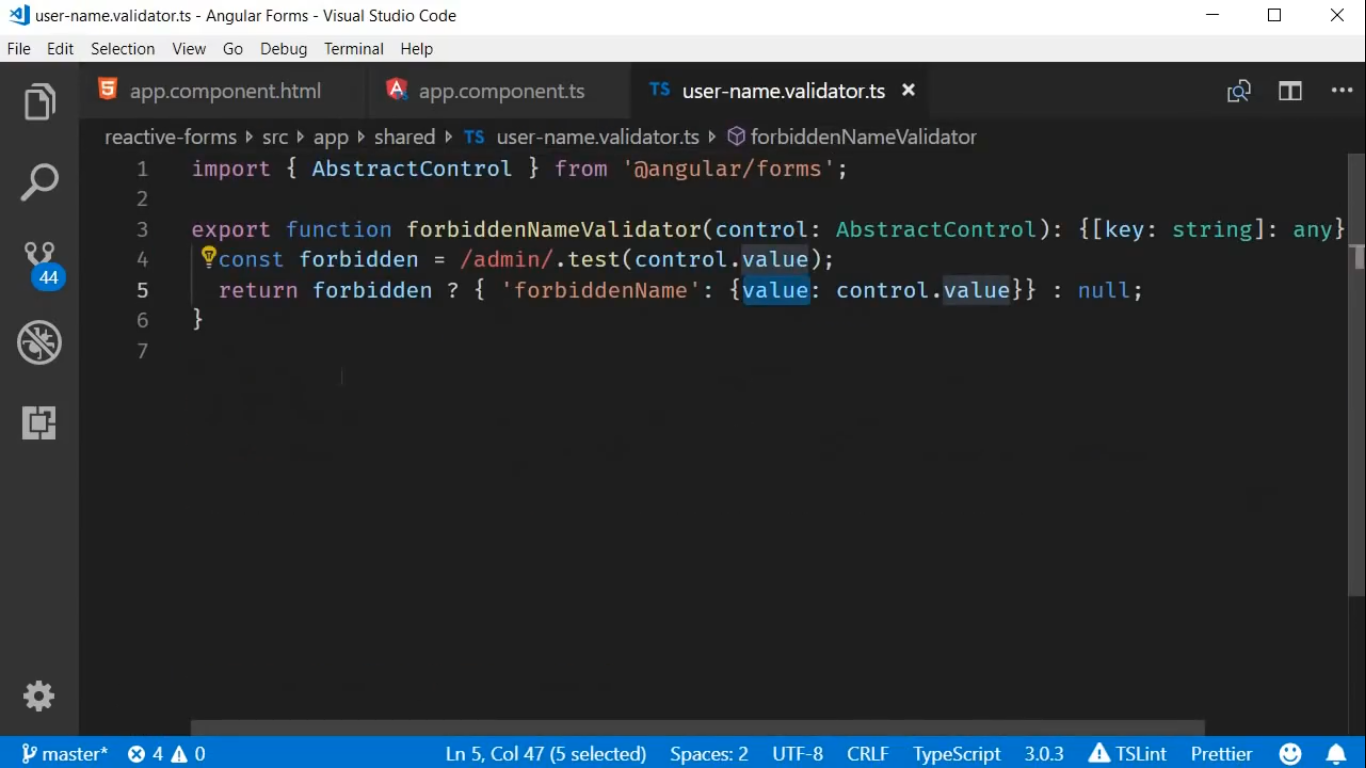 user-name.validator.ts - Angular Forms - Visual Studio Code
File Edit Selection View Go Debug Terminal Help
app.component.html app.component.ts TS user-name.validator.ts
reactive-forms src app shared TS user-name.validator.ts forbiddenNameValidator
1 import { AbstractControl } from '@angular/forms';
2
3 export function forbiddenNameValidator(control: AbstractControl): {[key: string]: any}
4 const forbidden = /admin/.test(control.value);
5 return forbidden ? { 'forbiddenName': {value: control.value}} : null;
6 }
7
44
master* 4 0 Ln 5, Col 47 (5 selected) Spaces: 2 UTF-8 CRLF TypeScript 3.0.3 TSLint Prettier